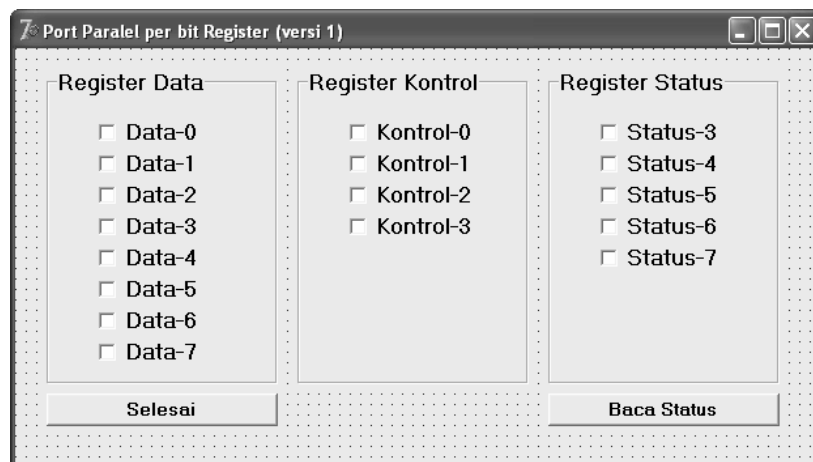 Port Paralel per bit Register (versi 1)
Register Data
Data-0
Data-1
Data-2
Data-3
Data-4
Data-5
Data-6
Data-7
Selesai
Register Kontrol
Kontrol-0
Kontrol-1
Kontrol-2
Kontrol-3
Register Status
Status-3
Status-4
Status-5
Status-6
Status-7
Baca Status